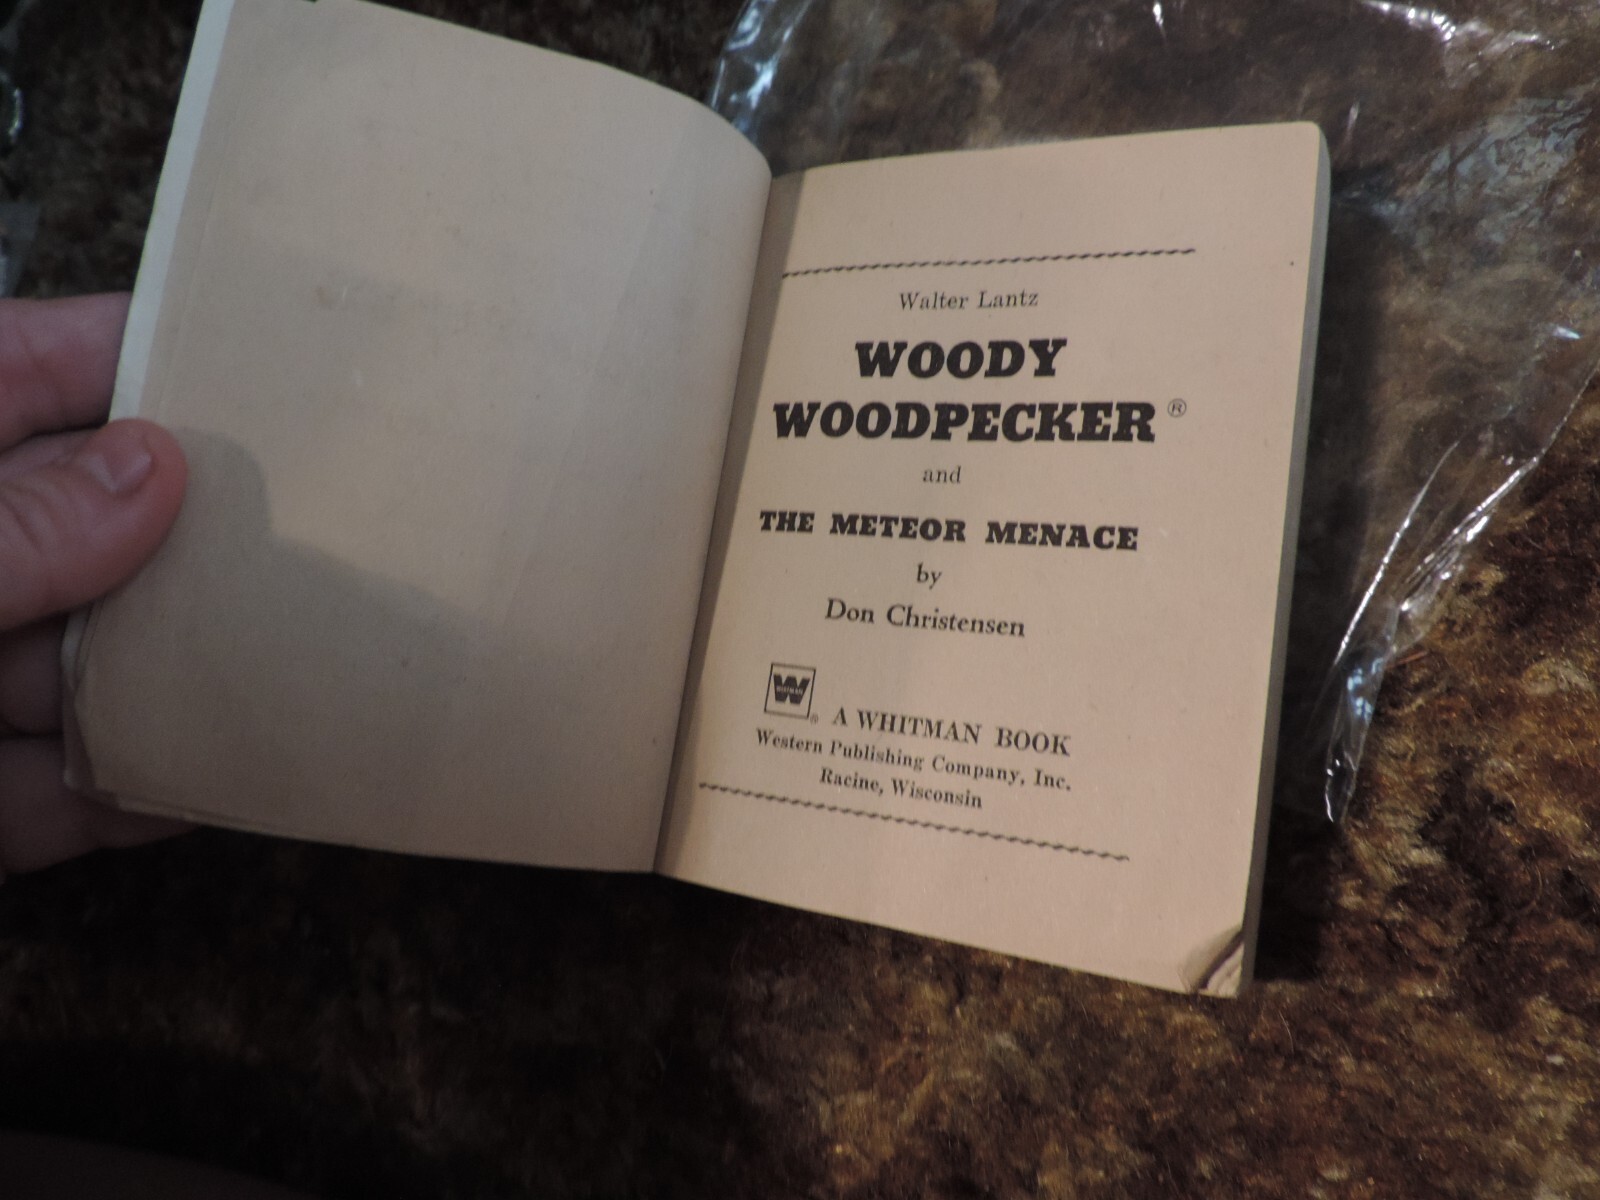 Walter Lantz
WOODY
WOODPECKER®
and
THE METEOR MENACE
by
Don Christensen
WHITMAN
® A WHITMAN BOOK
Western Publishing Company, Inc.
Racine, Wisconsin